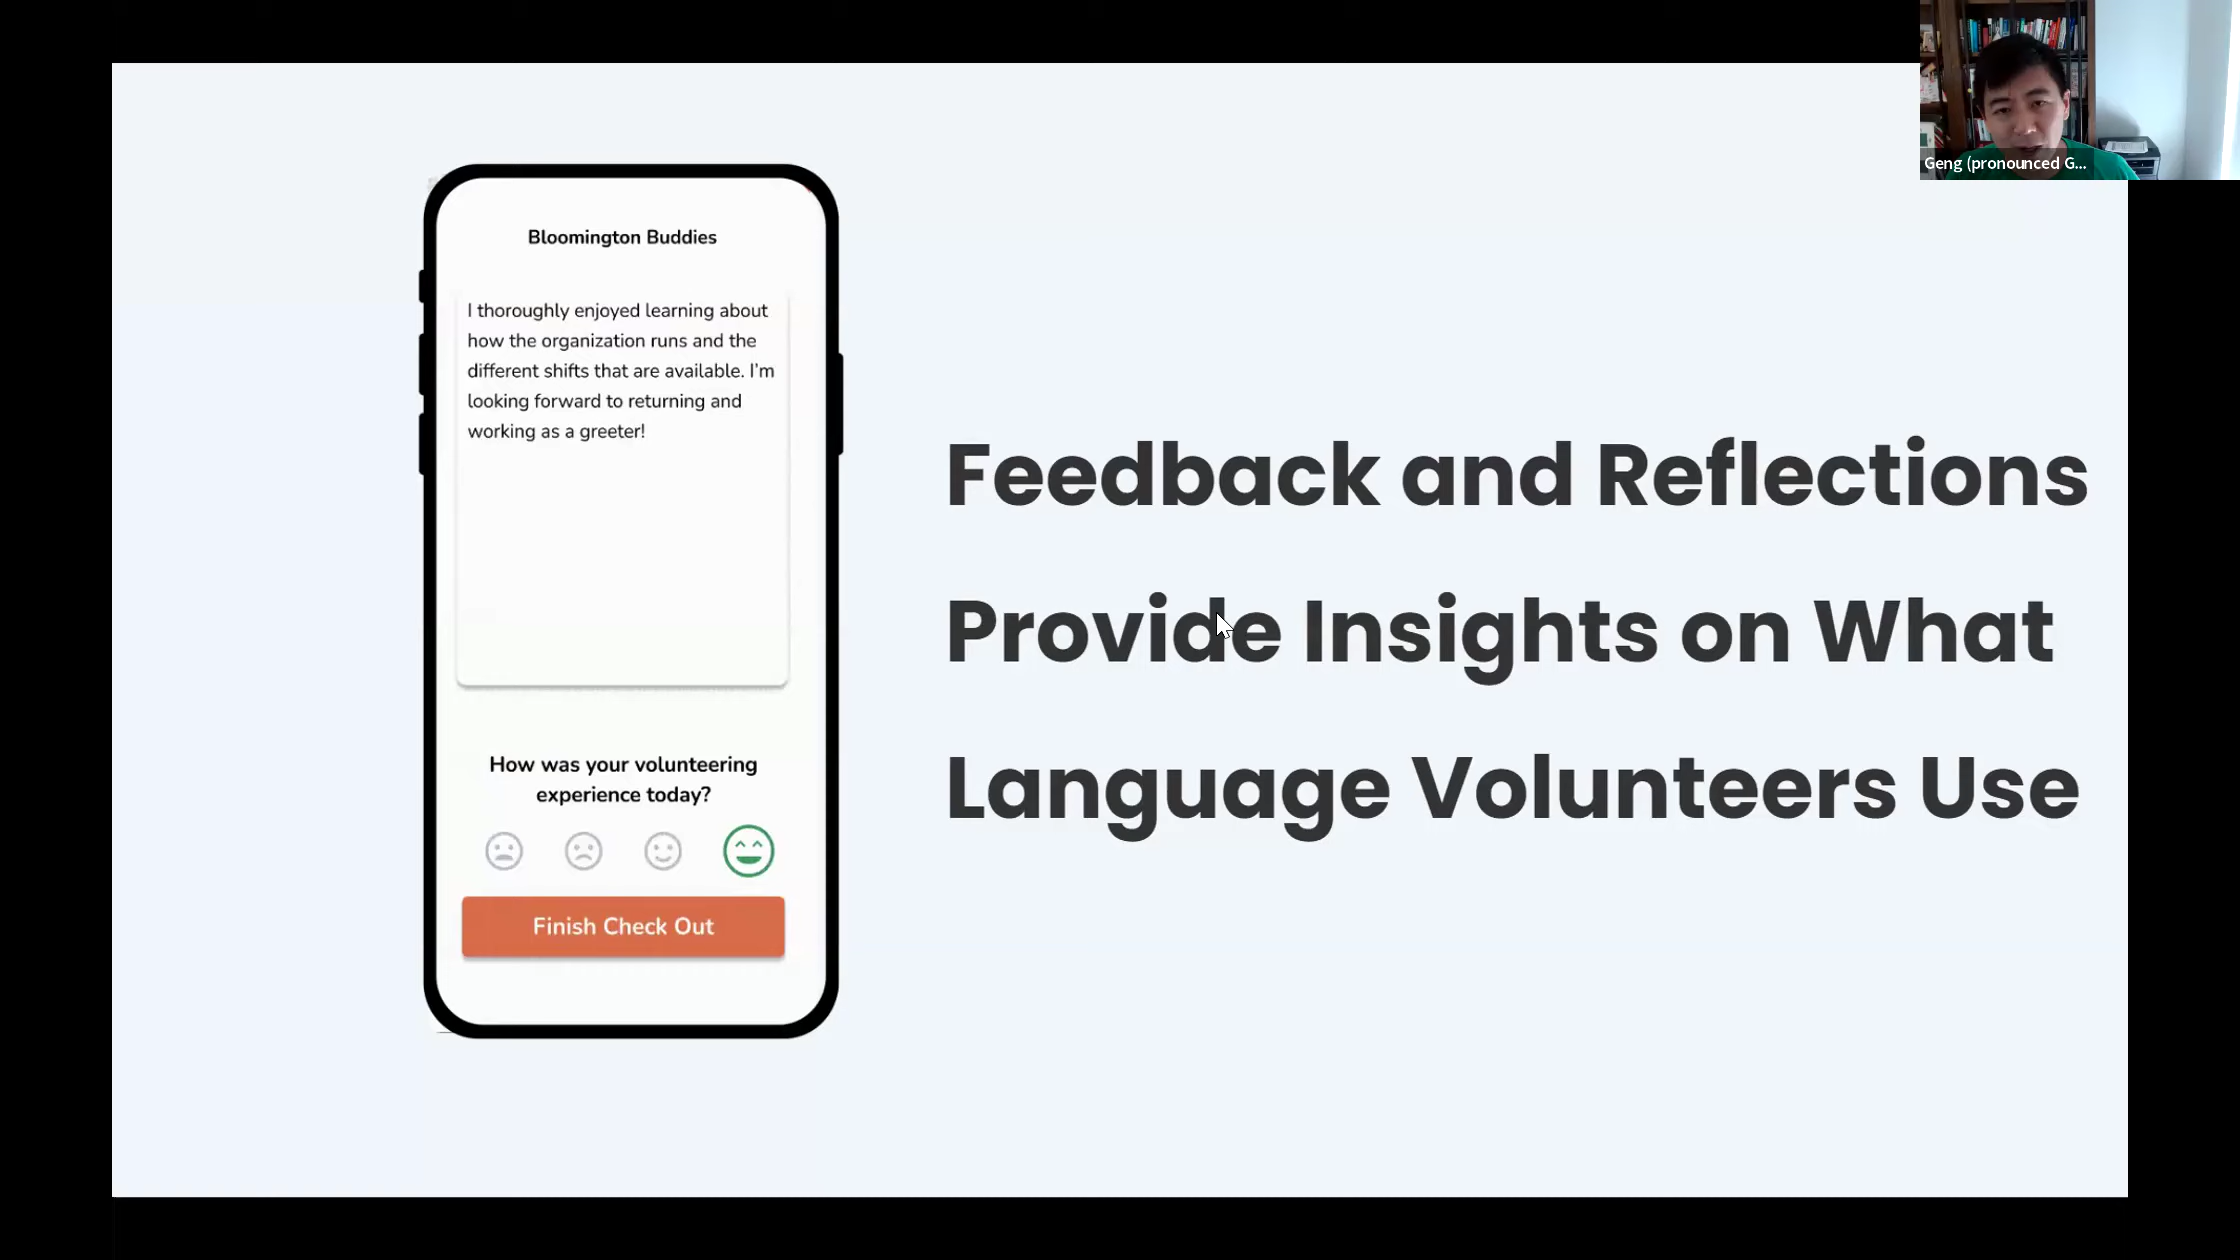 Geng (pronounced G...
Bloomington Buddies
I thoroughly enjoyed learning about
how the organization runs and the
different shifts that are available. I'm
looking forward to returning and
working as a greeter!
How was your volunteering
experience today?
Finish Check Out
Feedback and Reflections
Provide Insights on What
Language Volunteers Use